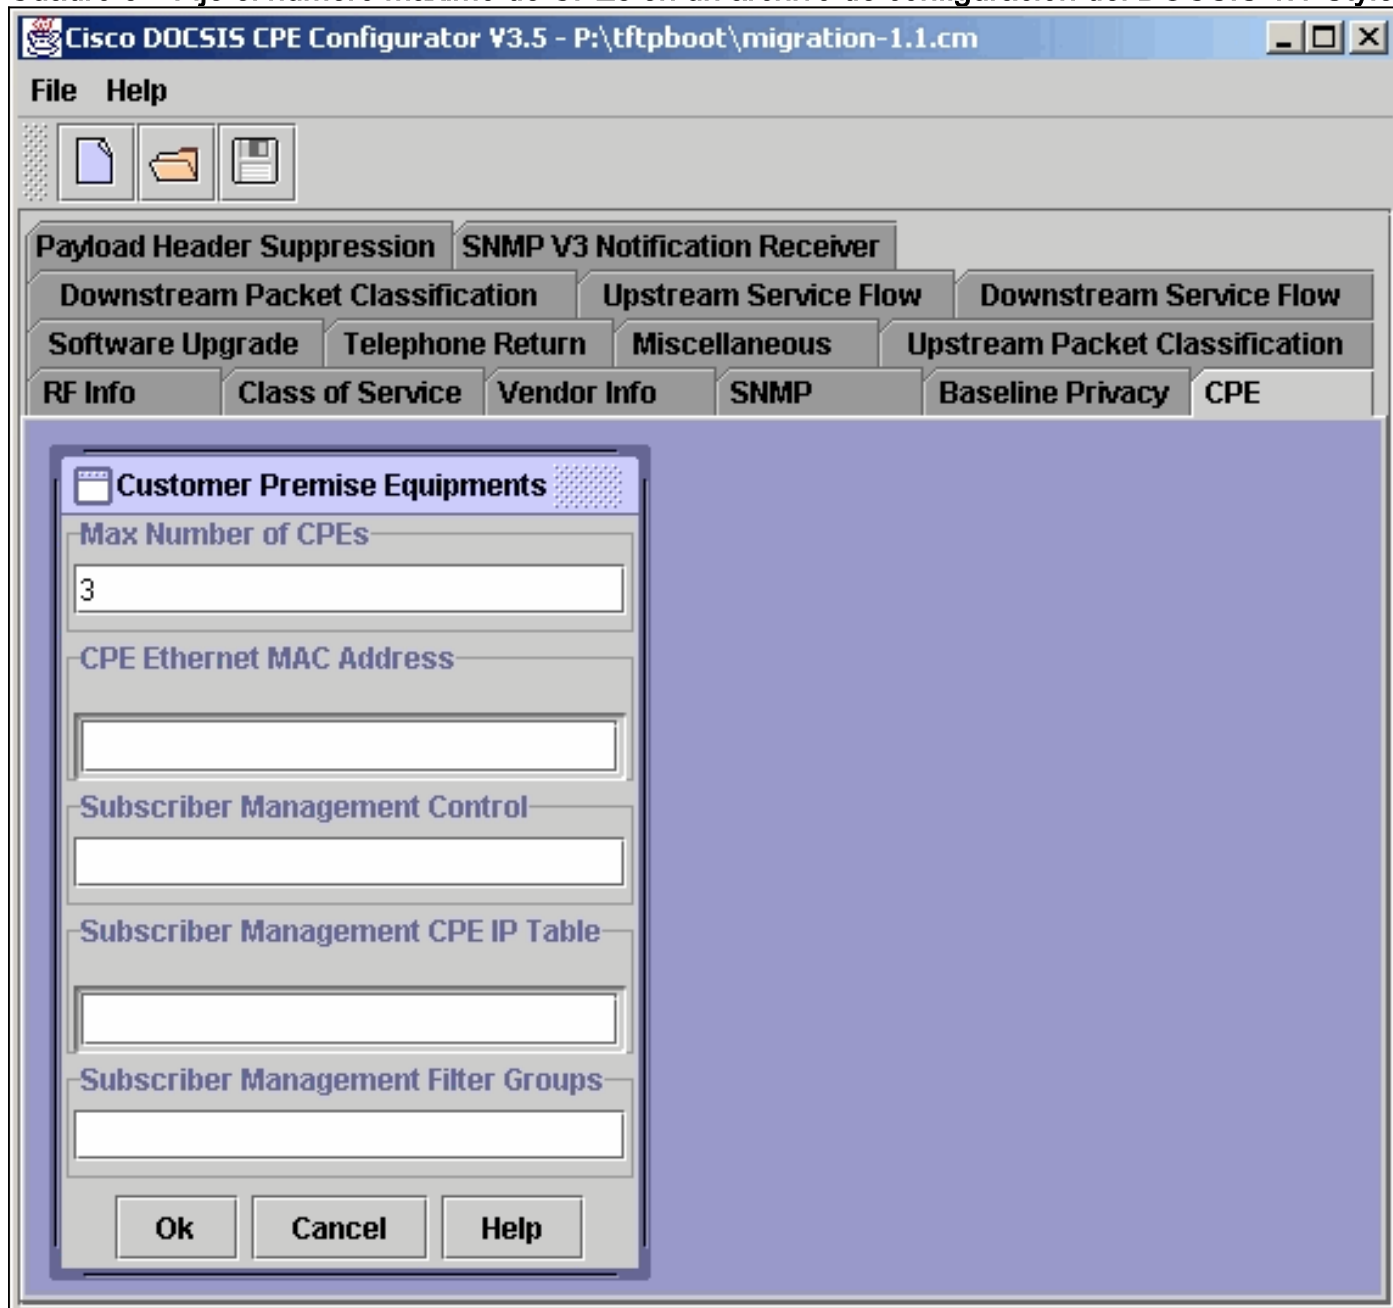 Cisco DOCSIS CPE Configurator V3.5 - P:\tftpboot\migration-1.1.cm
File Help
Payload Header Suppression SNMP V3 Notification Receiver
Downstream Packet Classification Upstream Service Flow Downstream Service Flow
Software Upgrade Telephone Return Miscellaneous Upstream Packet Classification
RF Info Class of Service Vendor Info SNMP Baseline Privacy CPE
Customer Premise Equipments
Max Number of CPEs
3
CPE Ethernet MAC Address
Subscriber Management Control
Subscriber Management CPE IP Table
Subscriber Management Filter Groups
Ok Cancel Help